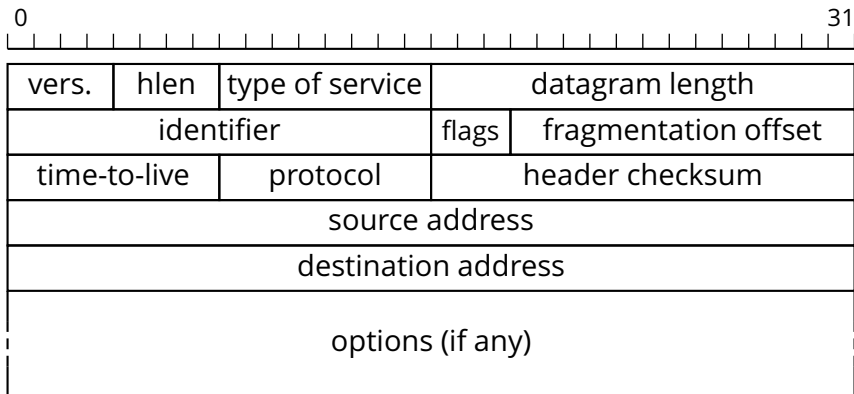 0 31
vers. hlen type of service datagram length
identifier flags fragmentation offset
time-to-live protocol header checksum
source address
destination address
options (if any)